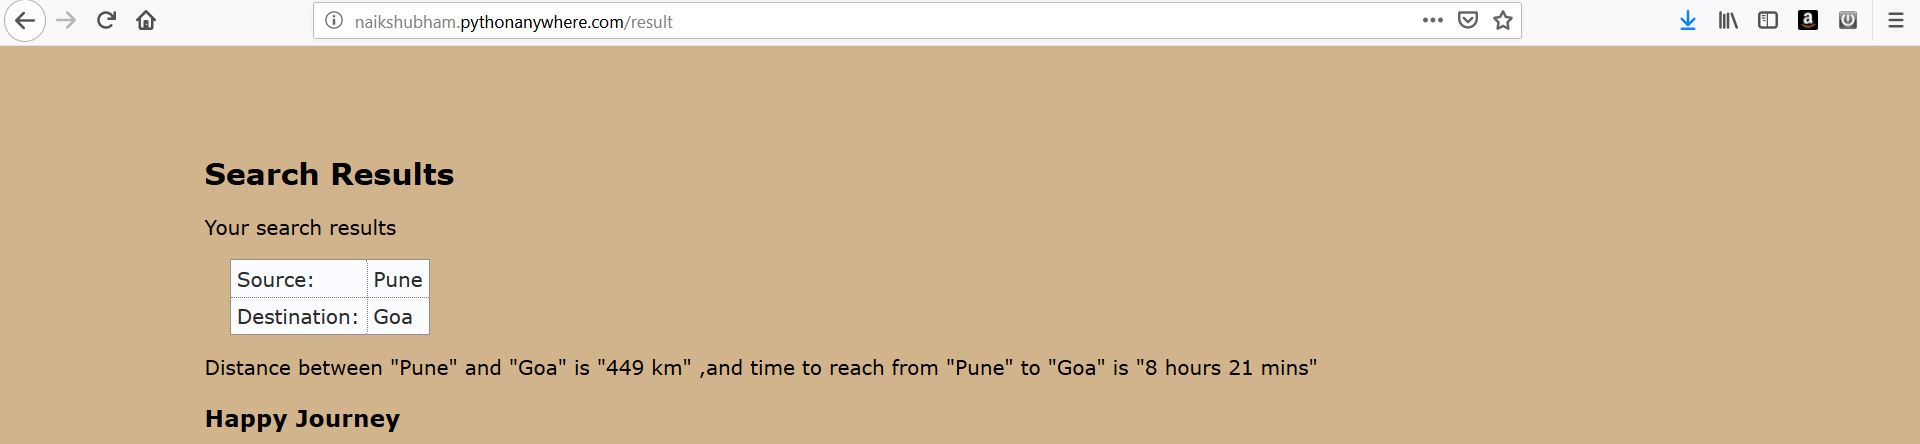 naikshubham.pythonanywhere.com/result
Search Results
Your search results
Source: Pune
Destination: Goa
Distance between "Pune" and "Goa" is "449 km" ,and time to reach from "Pune" to "Goa" is "8 hours 21 mins"
Happy Journey